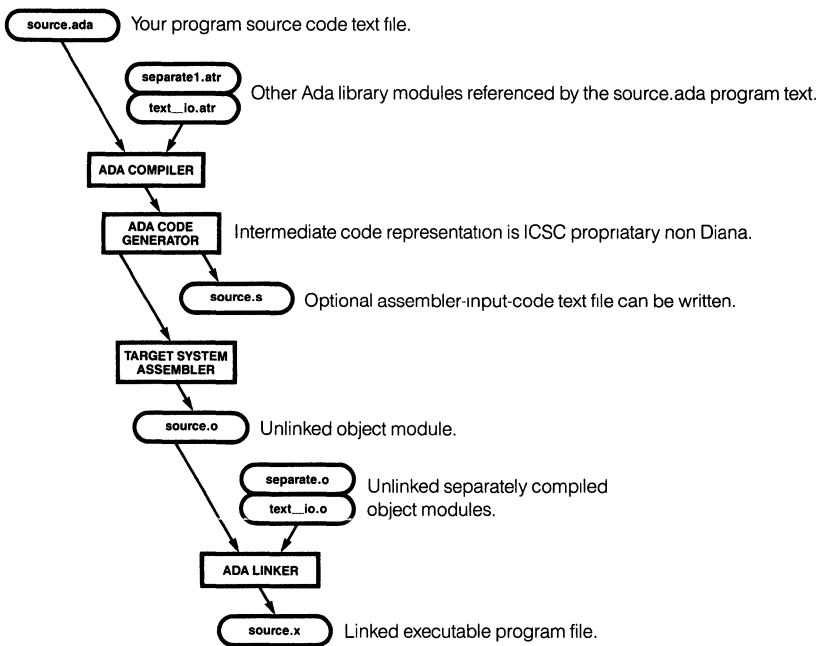 source.ada Your program source code text file.
separate1.atr
text__io.atr
Other Ada library modules referenced by the source.ada program text.
ADA COMPILER
ADA CODE
GENERATOR
Intermediate code representation is ICSC propriatary non Diana.
source.s Optional assembler-input-code text file can be written.
TARGET SYSTEM
ASSEMBLER
source.o Unlinked object module.
separate.o
text__io.o
Unlinked separately compiled
object modules.
ADA LINKER
source.x Linked executable program file.